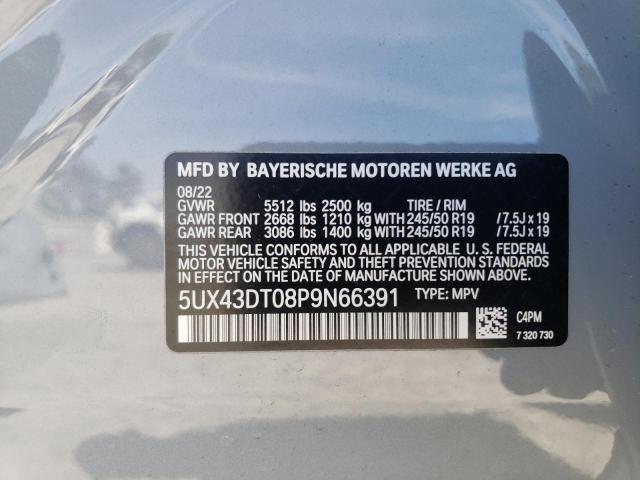 MFD BY BAYERISCHE MOTOREN WERKE AG
08/22
GVWR 5512 lbs 2500 kg TIRE / RIM
GAWR FRONT 2668 lbs 1210 kg WITH 245/50 R19 /7.5J x 19
GAWR REAR 3086 lbs 1400 kg WITH 245/50 R19 /7.5J x 19
THIS VEHICLE CONFORMS TO ALL APPLICABLE U. S. FEDERAL
MOTOR VEHICLE SAFETY AND THEFT PREVENTION STANDARDS
IN EFFECT ON THE DATE OF MANUFACTURE SHOWN ABOVE.
5UX43DT08P9N66391 TYPE: MPV
C4PM
7 320 730